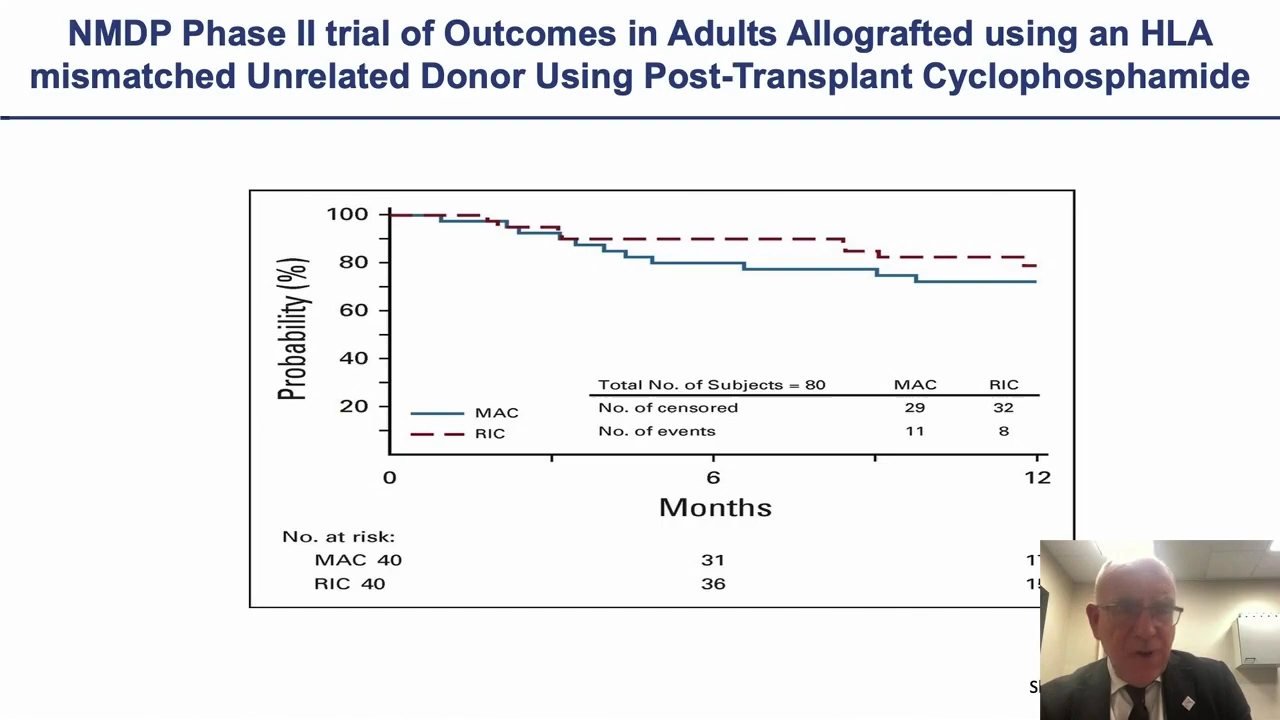 NMDP Phase II trial of Outcomes in Adults Allografted using an HLA
mismatched Unrelated Donor Using Post-Transplant Cyclophosphamide
Probability (%)
100
80
60
40
20
Total No. of Subjects = 80 MAC RIC
No. of censored 29 32
No. of events 11 8
MAC
RIC
0 6 12
Months
No. at risk:
MAC 40 31
RIC 40 36